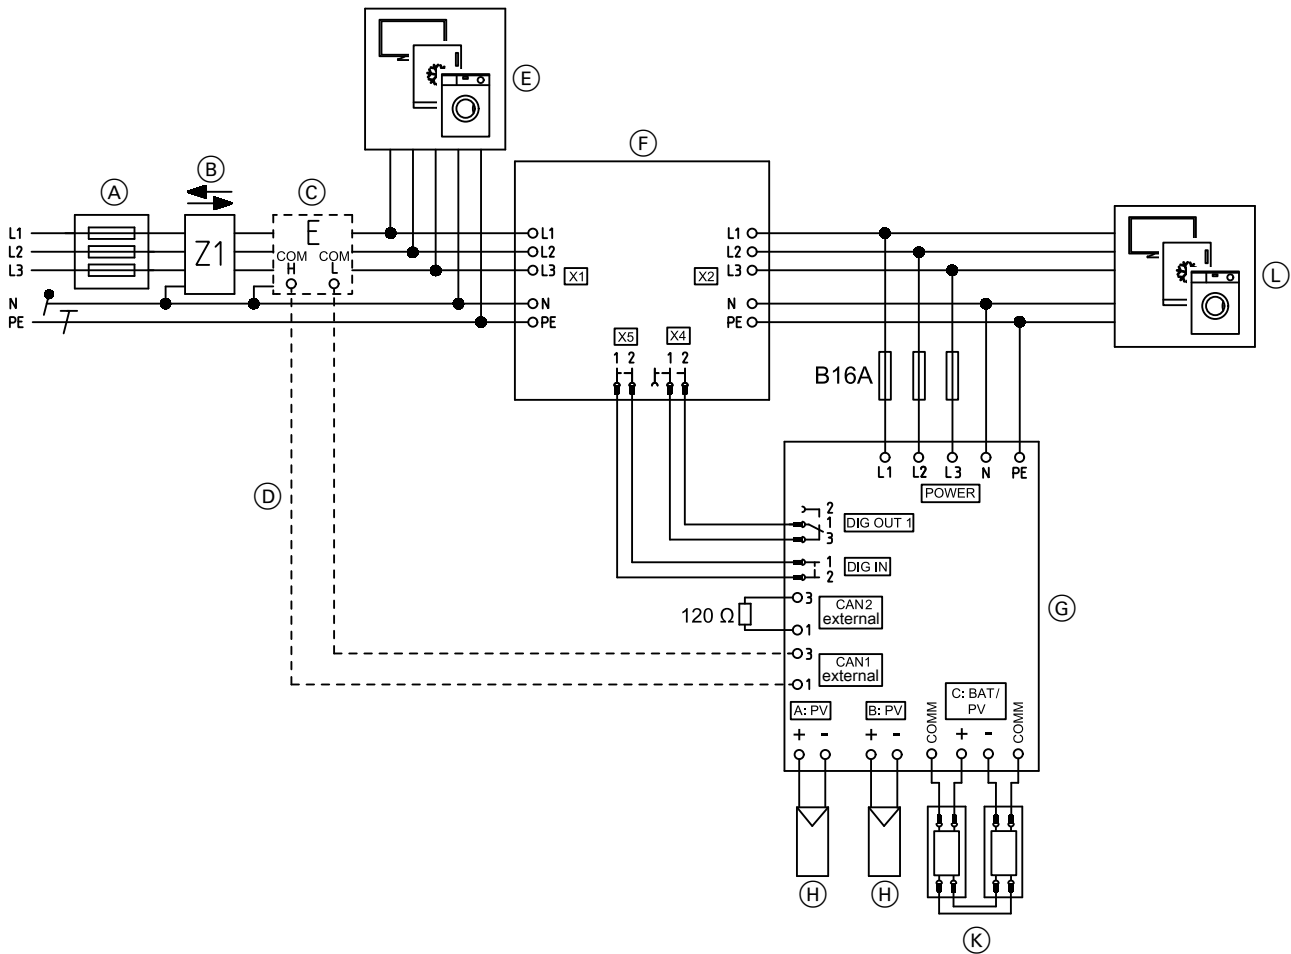 E
F
A
B
C
L1
L2
L3
N
PE
Z1
E
COM
H
COM
L
L1
L2
L3
N
PE
X1
X2
L1
L2
L3
N
PE
L
X5
X4
1 2
1 2
B16A
L1 L2 L3 N PE
POWER
D
2
1
3
DIG OUT 1
1
2
DIG IN
G
120 Ω
3
1
CAN2
external
3
1
CAN1
external
A: PV
B: PV
COMM
C: BAT/
PV
COMM
+ -
+ -
+ -
H
H
K